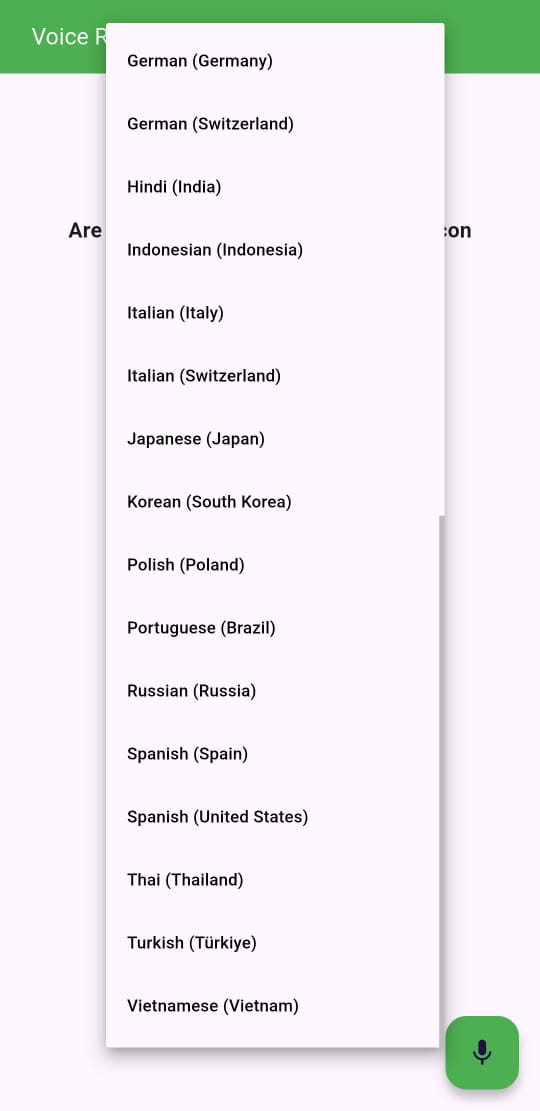 Voice R
German (Germany)
German (Switzerland)
Hindi (India)
Are
Indonesian (Indonesia)
Italian (Italy)
Italian (Switzerland)
Japanese (Japan)
Korean (South Korea)
Polish (Poland)
Portuguese (Brazil)
Russian (Russia)
Spanish (Spain)
Spanish (United States)
Thai (Thailand)
Turkish (Türkiye)
Vietnamese (Vietnam)